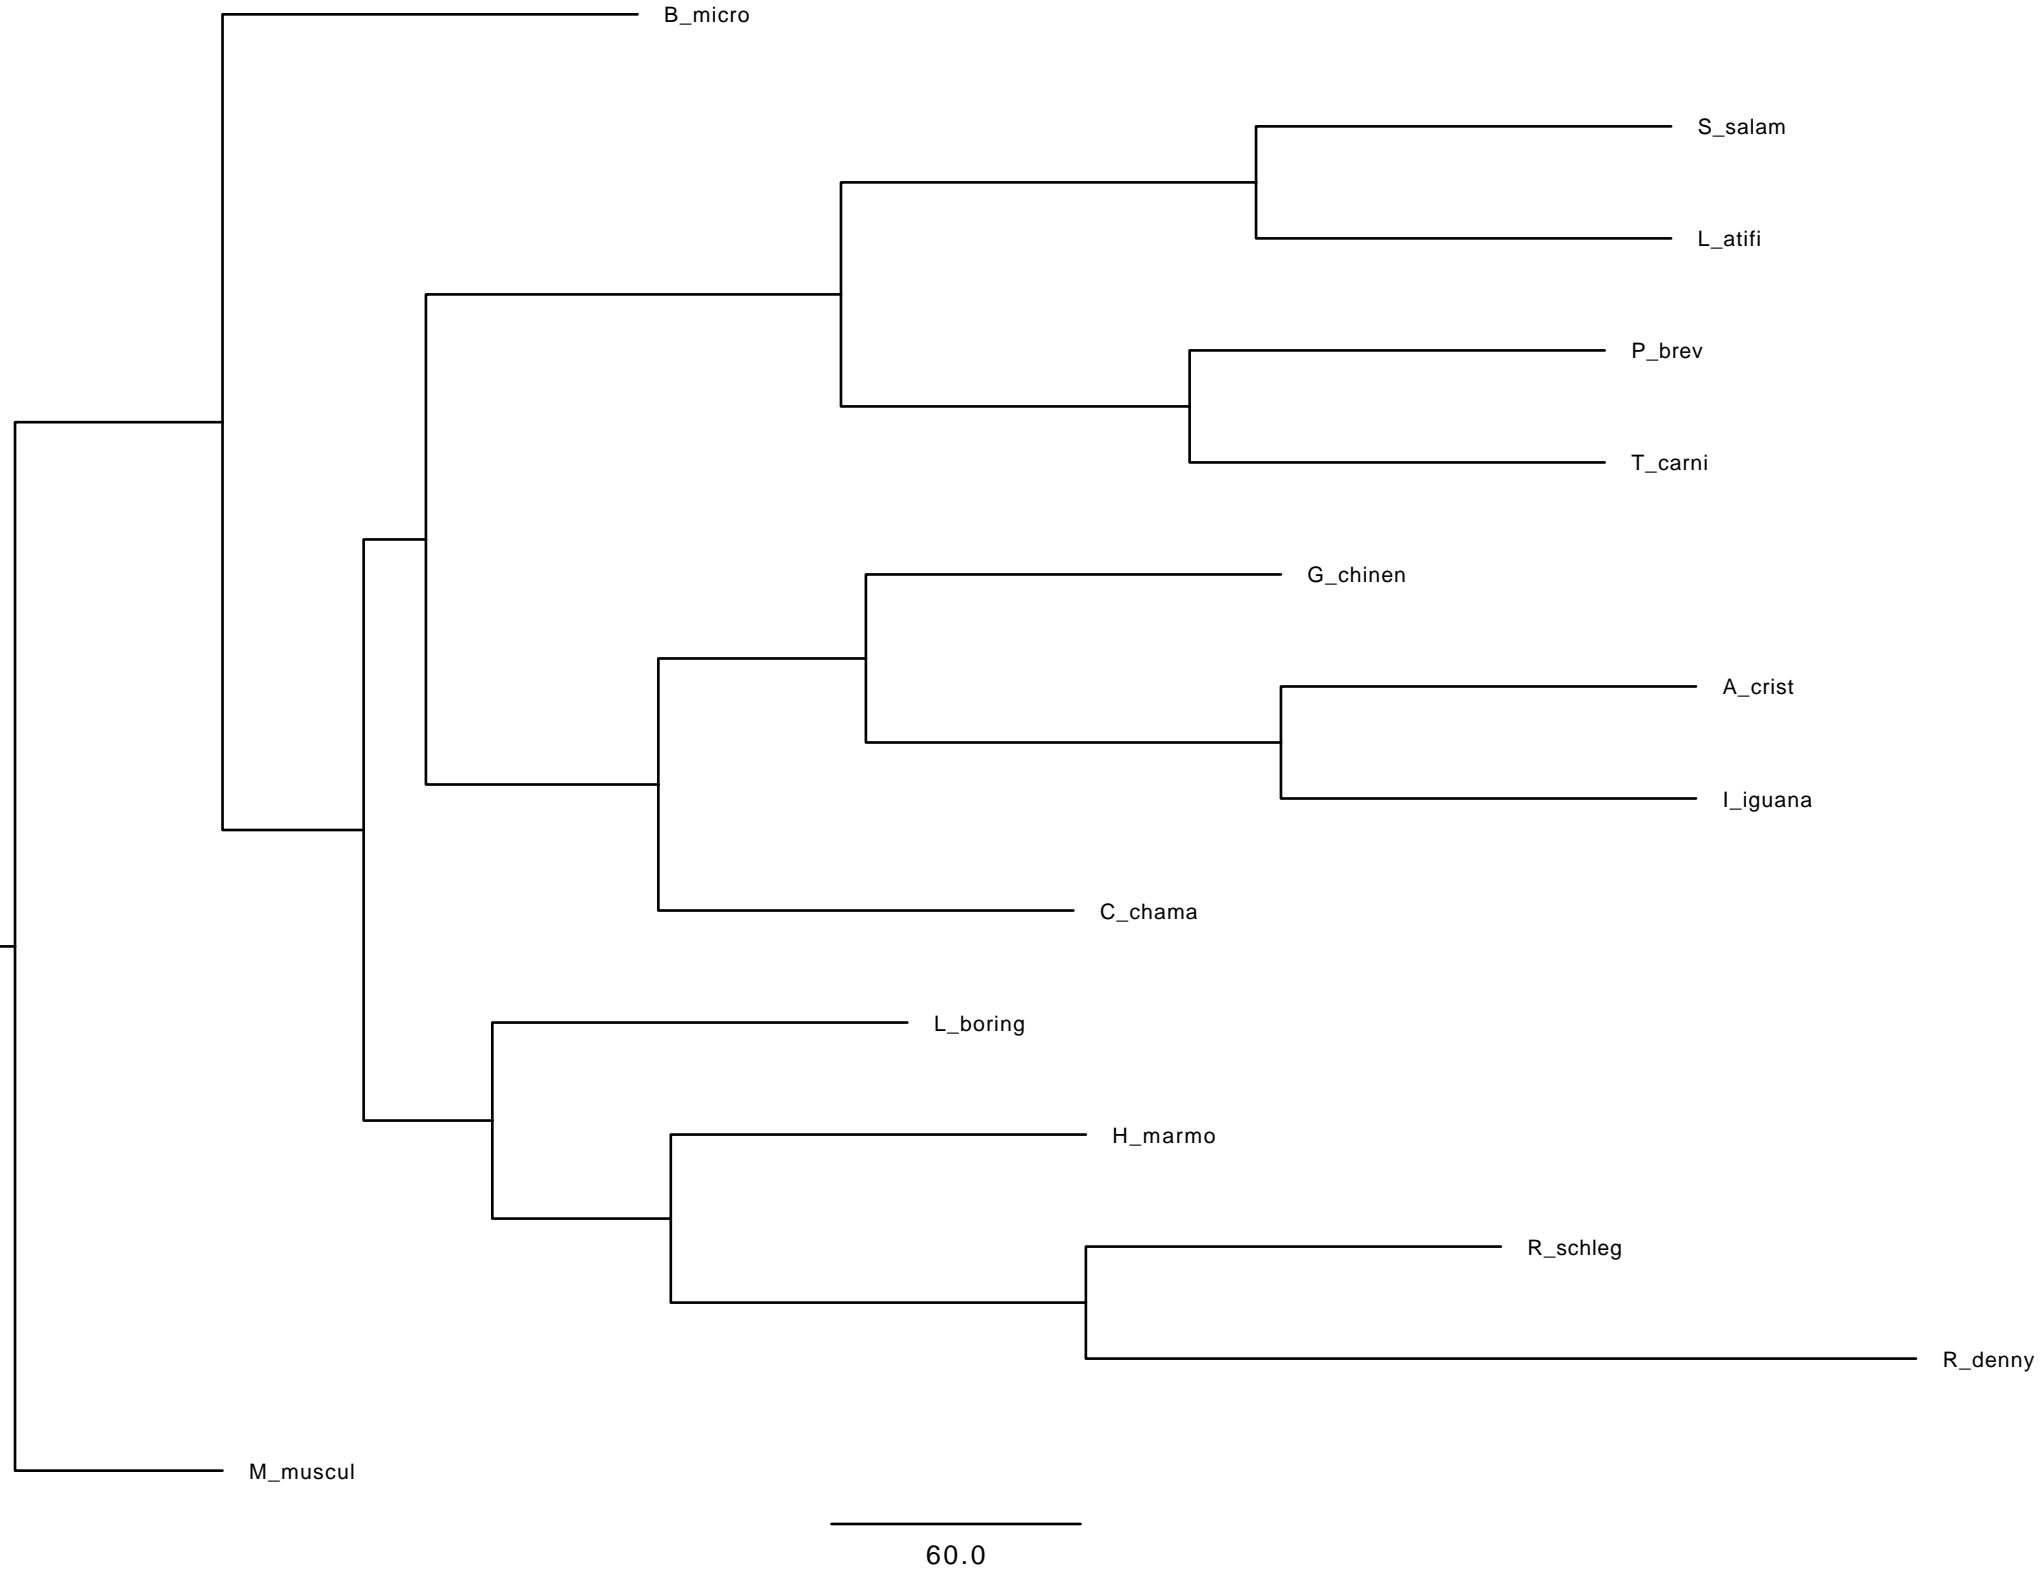 B_micro
S_salam
L_atifi
P_brev
T_carni
G_chinen
A_crist
I_iguana
C_chama
L_boring
H_marmo
R_schleg
R_denny
M_muscul
60.0